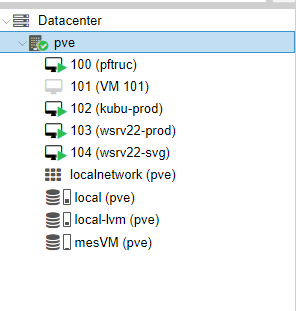 Datacenter
pve
100 (pftruc)
101 (VM 101)
102 (kubu-prod)
103 (wsrv22-prod)
104 (wsrv22-svg)
localnetwork (pve)
local (pve)
local-lvm (pve)
mesVM (pve)